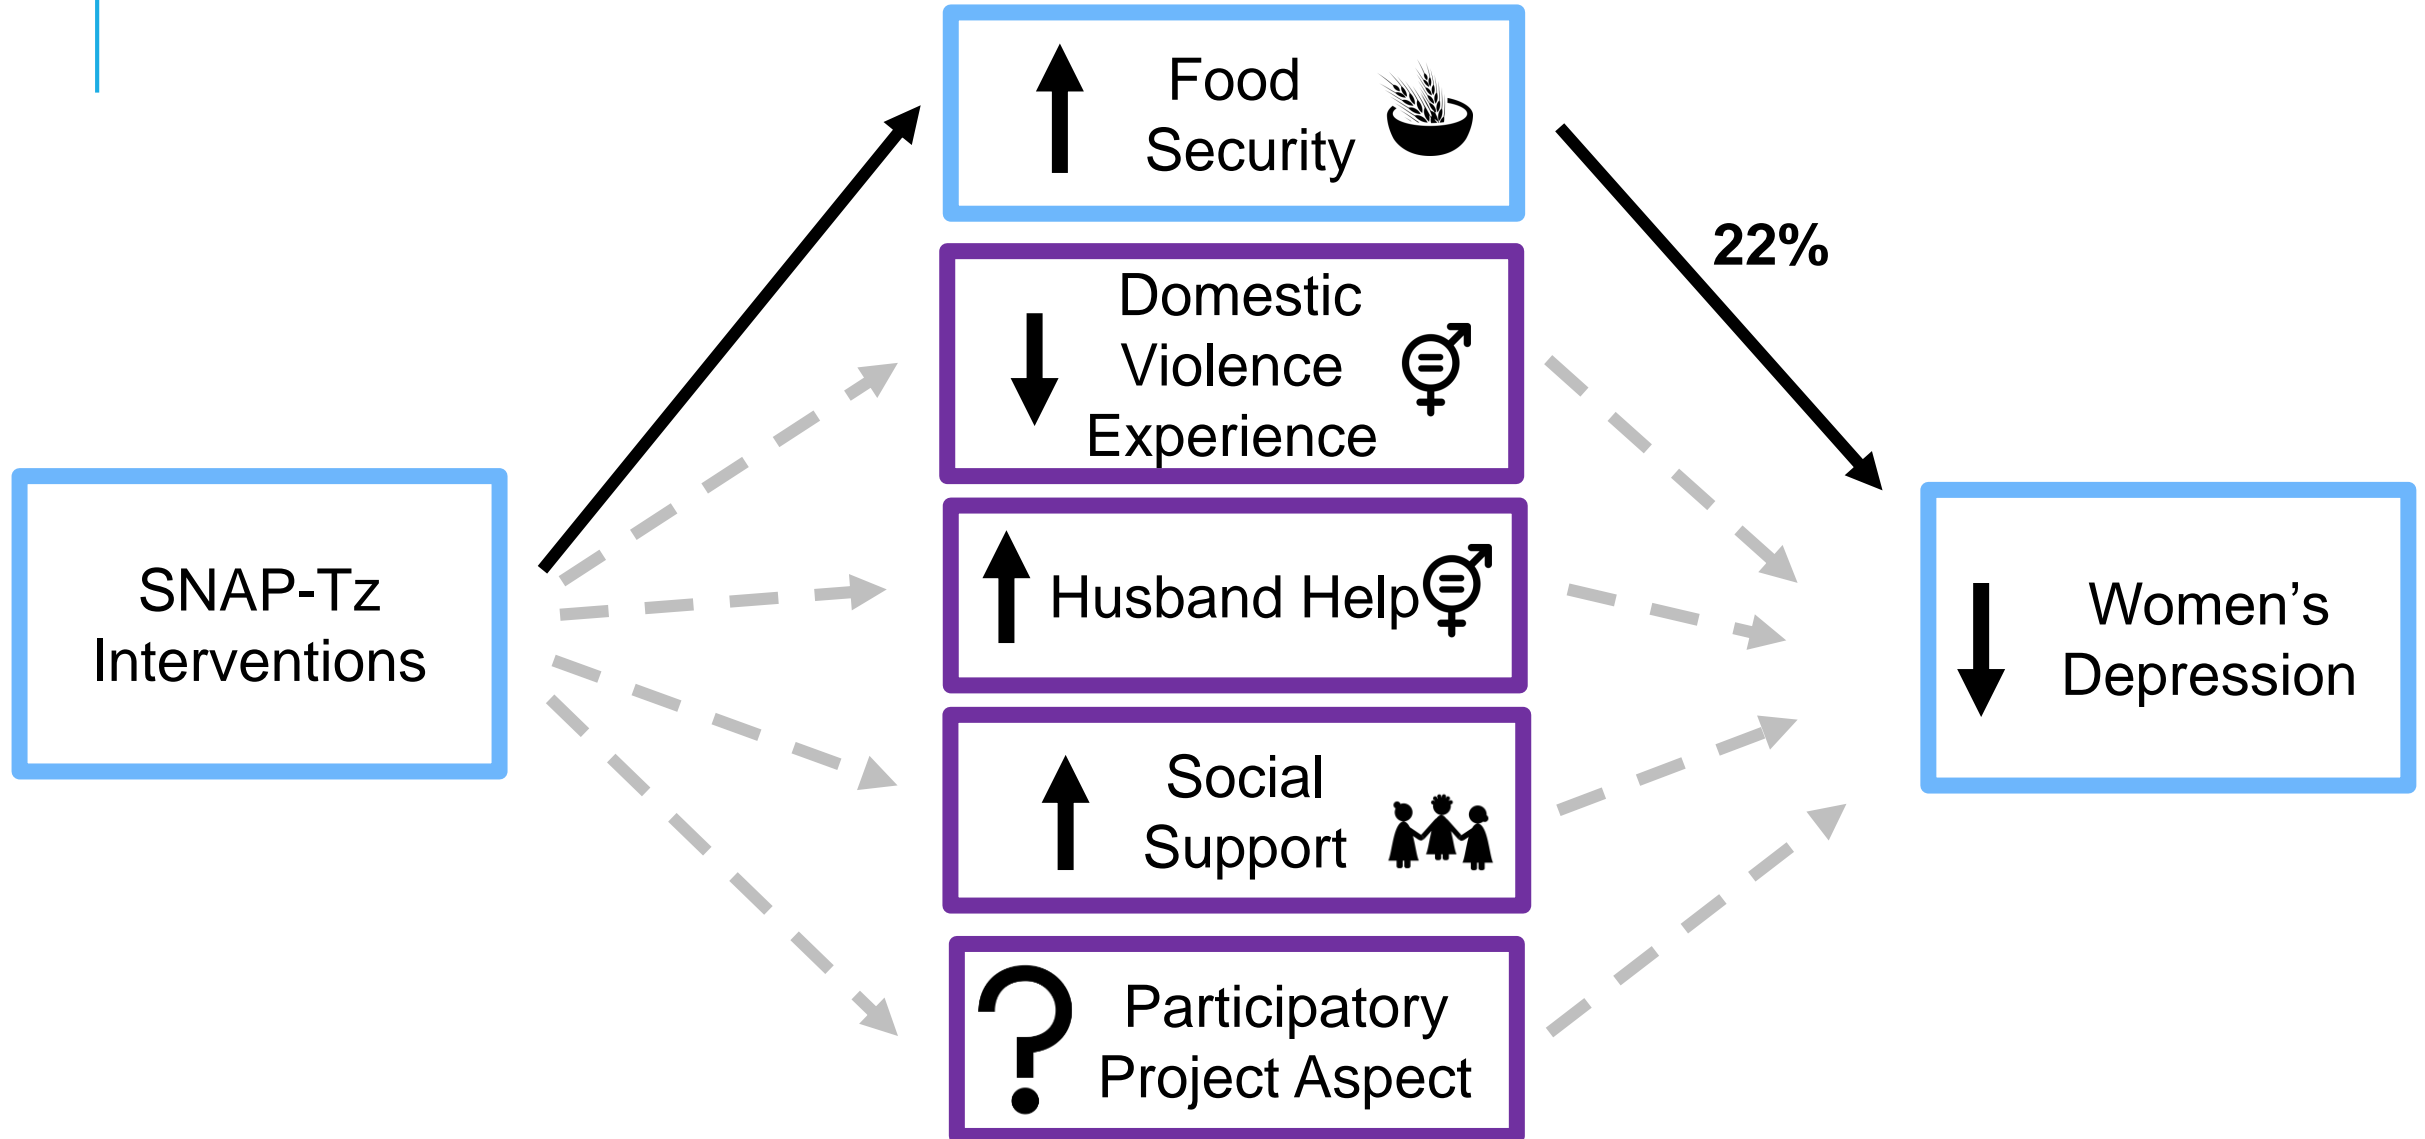 Food
Security
22%
Domestic
Violence
Experience
SNAP-Tz
Interventions
Husband Help
Women’s
Depression
Social
Support
Participatory
Project Aspect